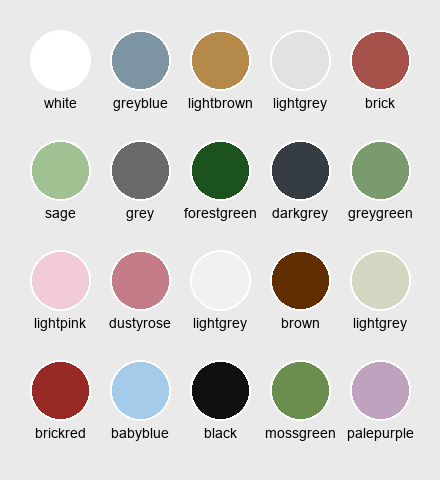 white greyblue lightbrown lightgrey brick
sage grey forestgreen darkgrey greygreen
lightpink dustyrose lightgrey brown lightgrey
brickred babyblue black mossgreen palepurple